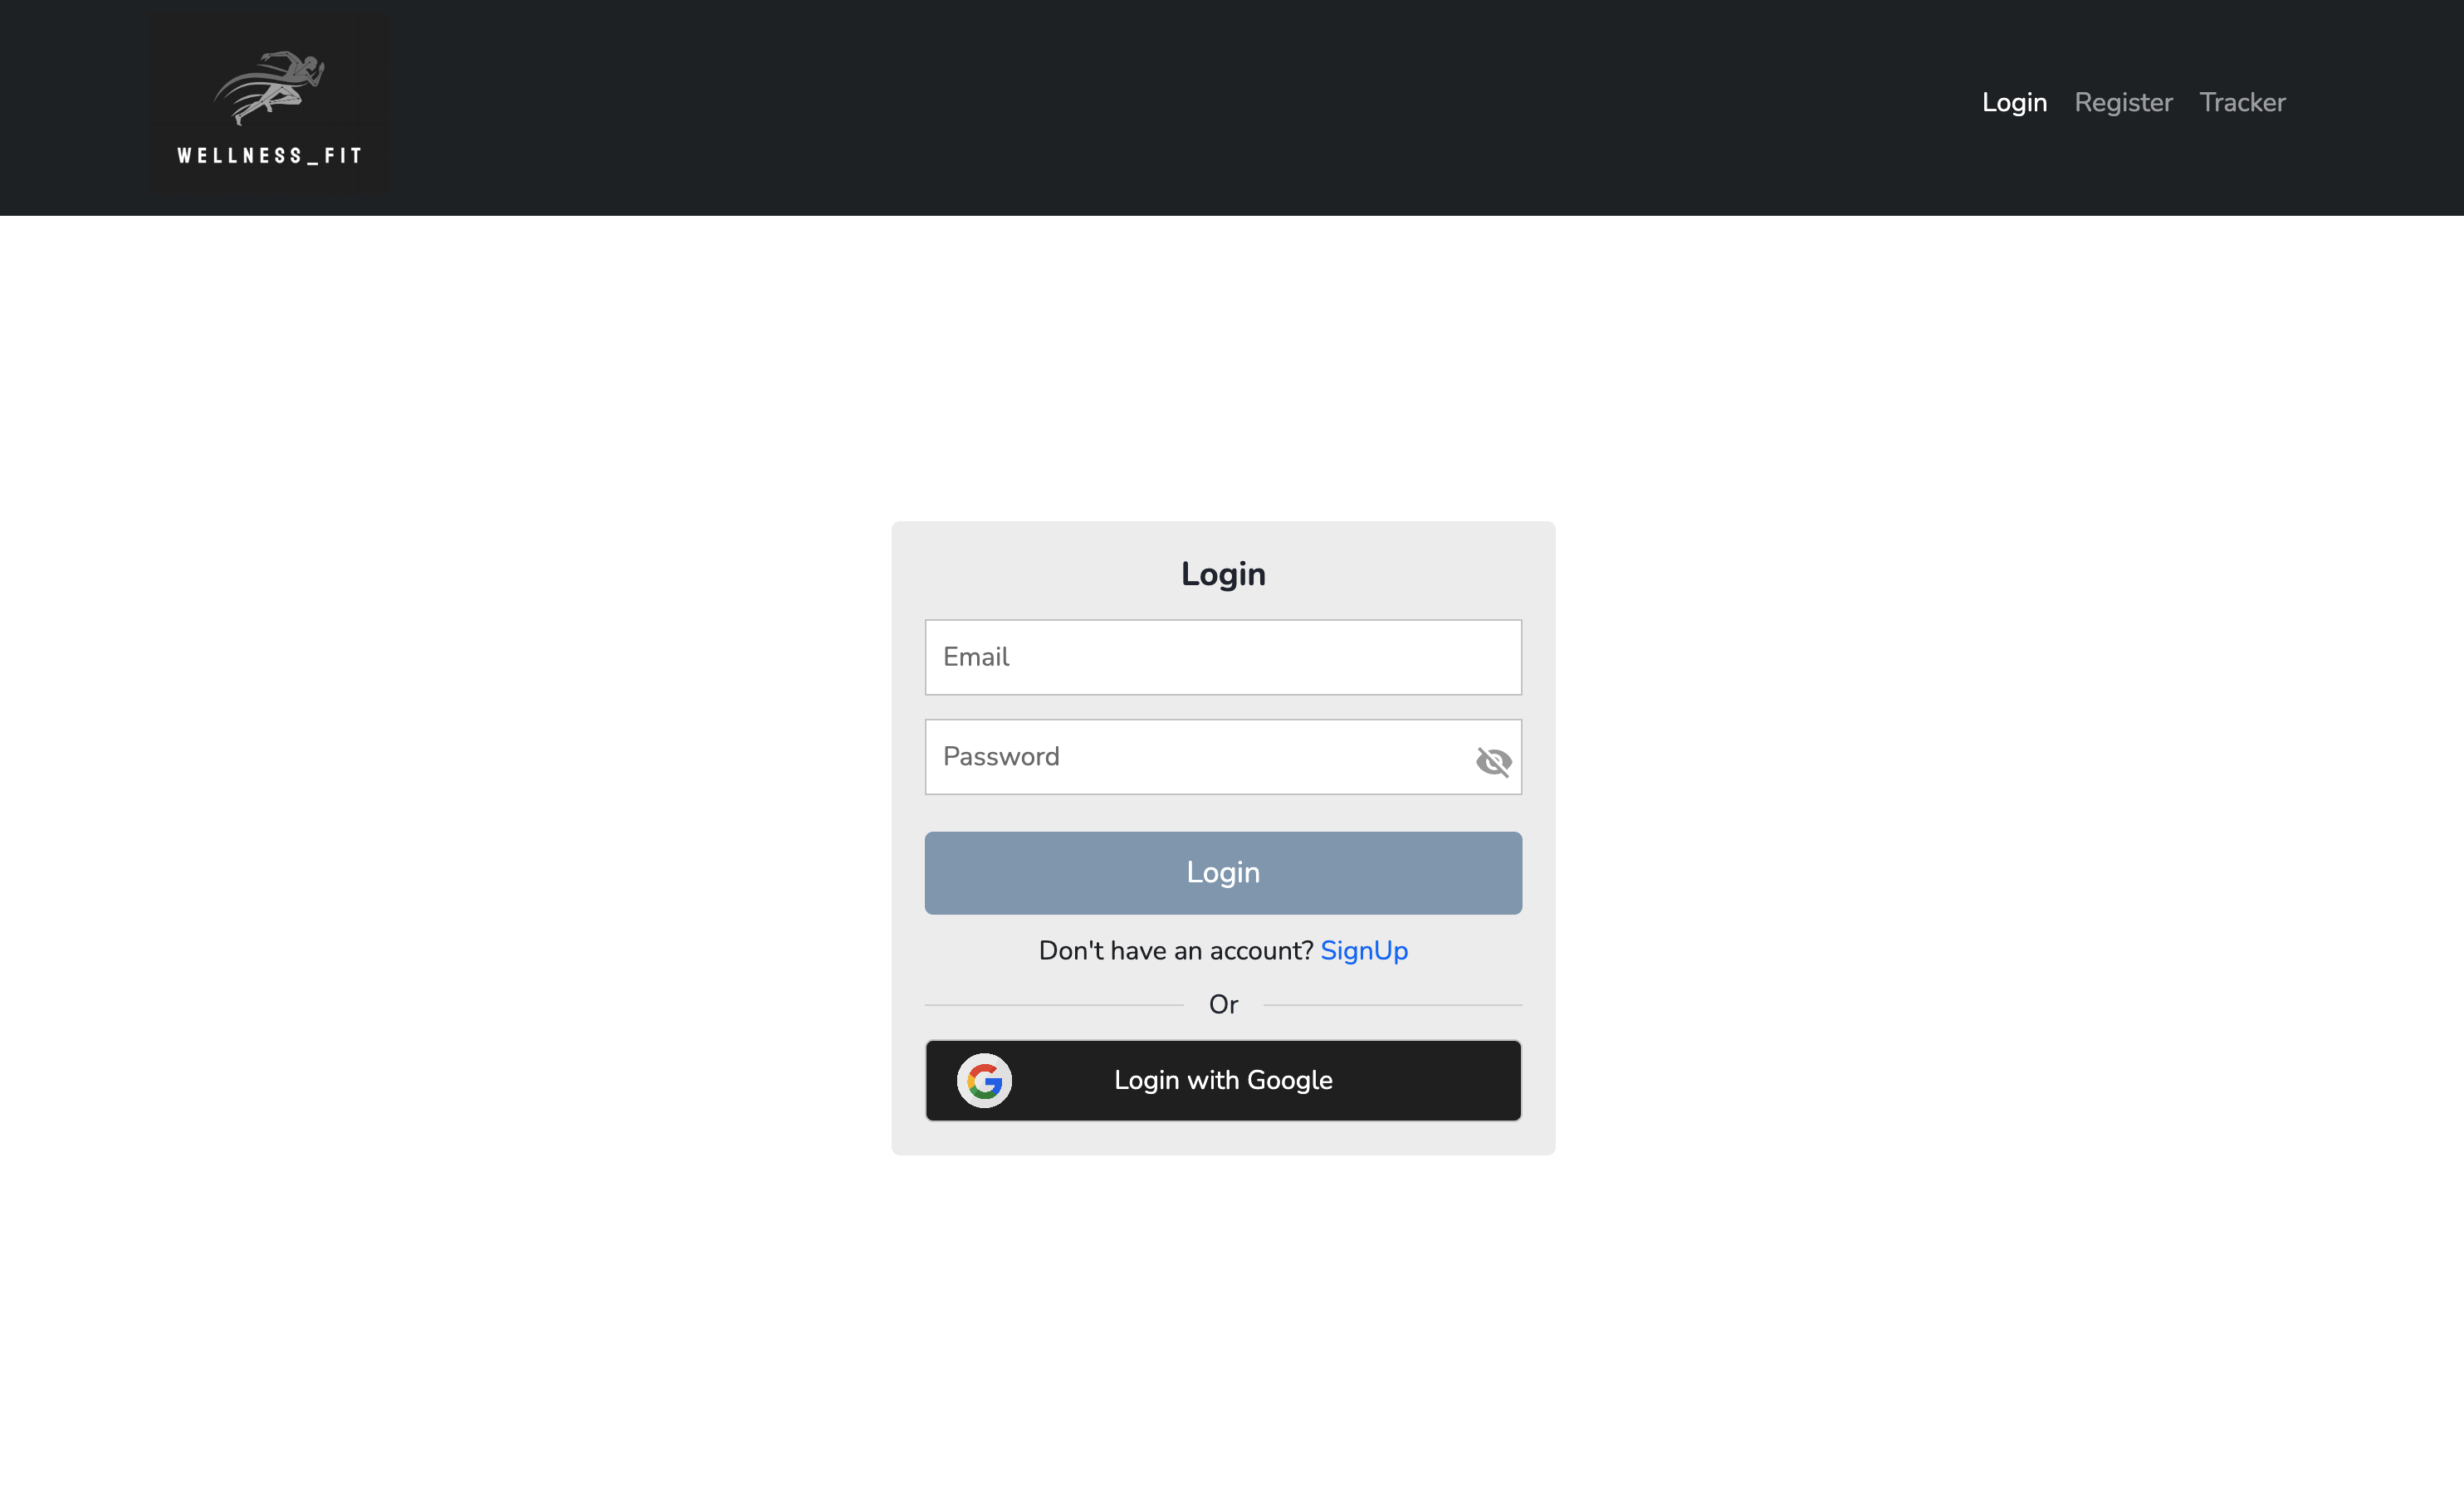 WELLNESS_FIT
Login Register Tracker
Login
Email
Password
Login
Don't have an account? SignUp
Or
Login with Google